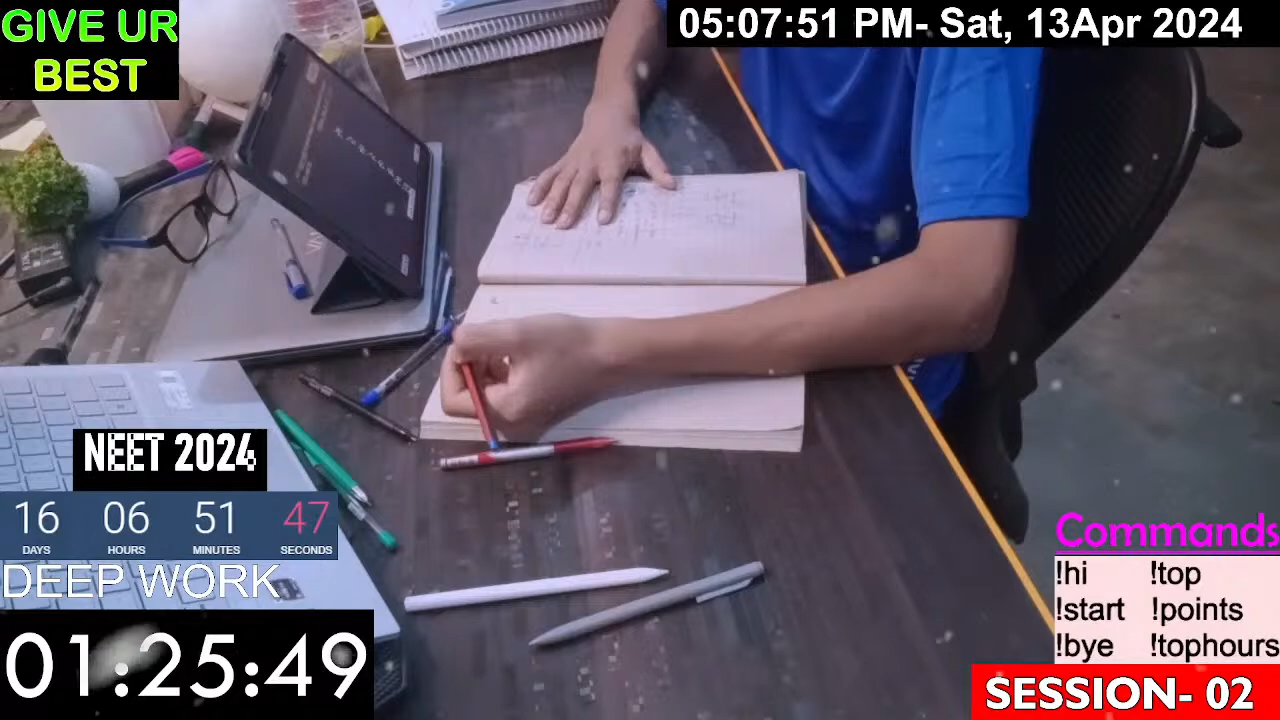 GIVE UR
BEST
05:07:51 PM- Sat, 13Apr 2024
NEET 2024
16 06 51 47
DAYS HOURS MINUTES SECONDS
DEEP WORK
01:25:49
Commands
!hi !top
!start !points
!bye !tophours
SESSION- 02